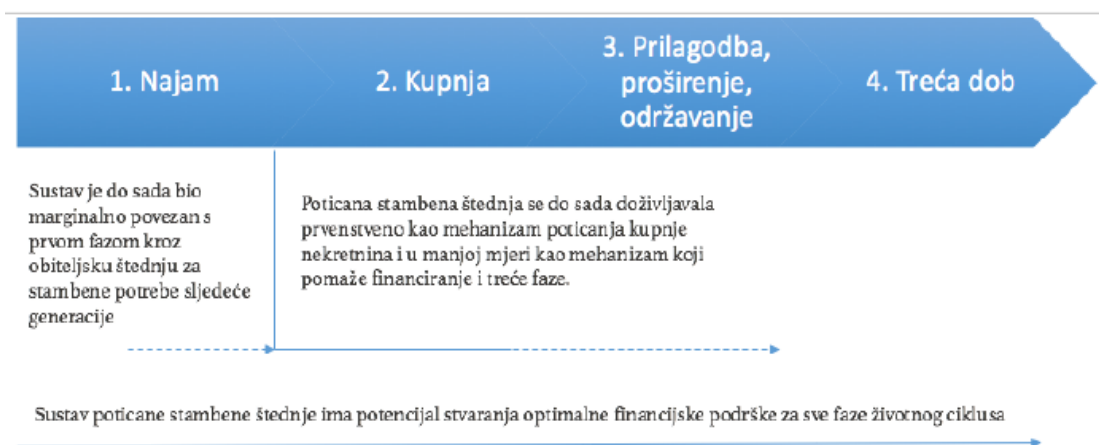 1. Najam
2. Kupnja
3. Prilagodba,
proširenje,
održavanje
4. Treća dob
Sustav je do sada bio
marginalno povezan s
prvom fazom kroz
obiteljsku štednju za
stambene potrebe sljedeće
generacije
Poticana stambena štednja se do sada doživljavala
prvenstveno kao mehanizam poticanja kupnje
nekretnina i u manjoj mjeri kao mehanizam koji
pomaže financiranje i treće faze.
Sustav poticane stambene štednje ima potencijal stvaranja optimalne financijske podrške za sve faze životnog ciklusa